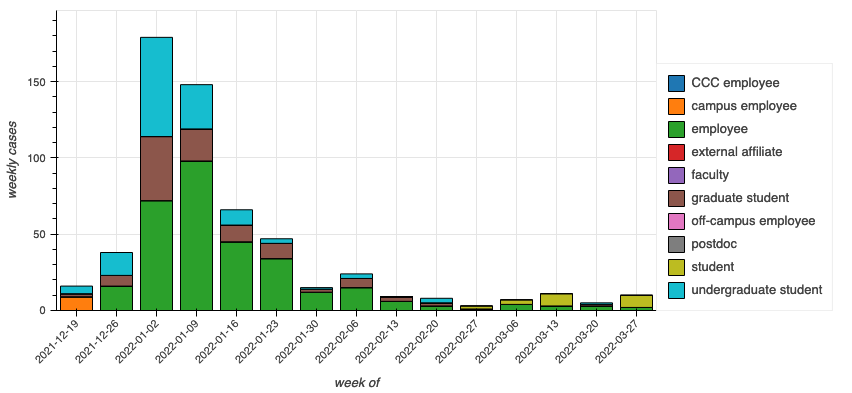 weekly cases
150
100
50
0
2021-12-19
2021-12-26
2022-01-02
2022-01-09
2022-01-16
2022-01-23
2022-01-30
2022-02-06
2022-02-13
2022-02-20
2022-02-27
2022-03-06
2022-03-13
2022-03-20
2022-03-27
week of
CCC employee
campus employee
employee
external affiliate
faculty
graduate student
off-campus employee
postdoc
student
undergraduate student